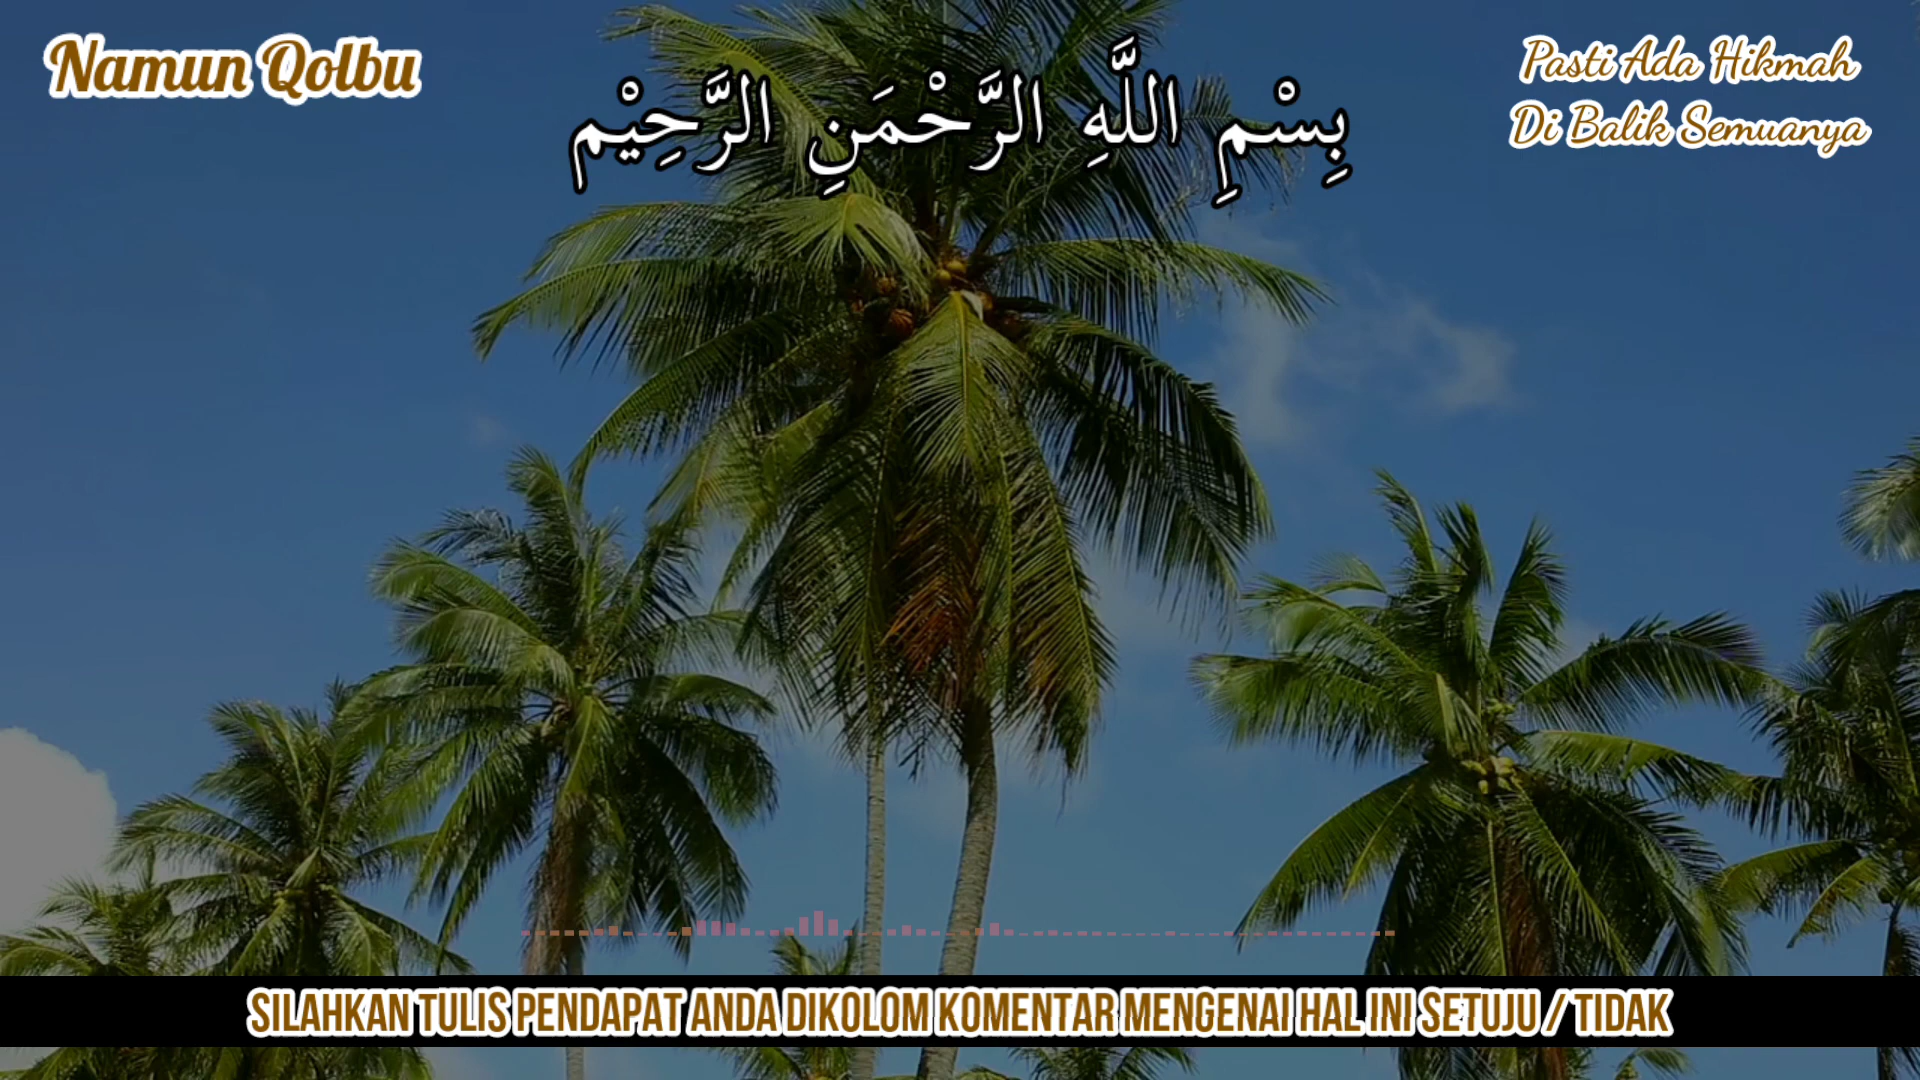 Namun Qolbu
بِسْمِ اللَّهِ الرَّحْمَنِ الرَّحِيْم
Pasti Ada Hikmah
Di Balik Semuanya
SILAHKAN TULIS PENDAPAT ANDA DIKOLOM KOMENTAR MENGENAI HAL INI SETUJU / TIDAK